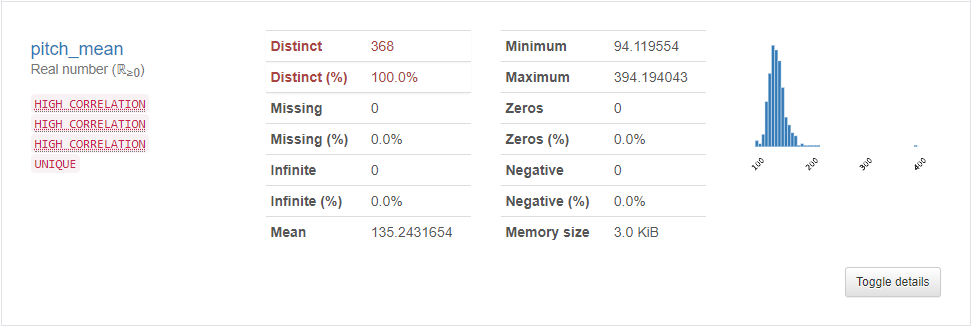 pitch_mean
Real number (ℝ≥0)
HIGH CORRELATION
HIGH CORRELATION
HIGH CORRELATION
UNIQUE
Distinct 368
Distinct (%) 100.0%
Missing 0
Missing (%) 0.0%
Infinite 0
Infinite (%) 0.0%
Mean 135.2431654
Minimum 94.119554
Maximum 394.194043
Zeros 0
Zeros (%) 0.0%
Negative 0
Negative (%) 0.0%
Memory size 3.0 KiB
100 200 300 400
Toggle details